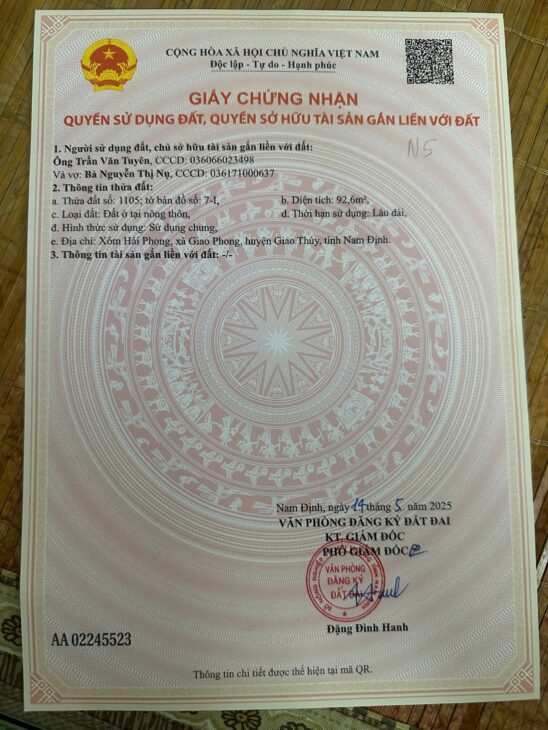 CỘNG HÒA XÃ HỘI CHỦ NGHĨA VIỆT NAM
Độc lập - Tự do - Hạnh phúc
GIẤY CHỨNG NHẬN
QUYỀN SỬ DỤNG ĐẤT, QUYỀN SỞ HỮU TÀI SẢN GẮN LIỀN VỚI ĐẤT
N5
1. Người sử dụng đất, chủ sở hữu tài sản gắn liền với đất:
Ông Trần Văn Tuyên, CCCD: 036066023498
Và vợ: Bà Nguyễn Thị Nụ, CCCD: 036171000637
2. Thông tin thửa đất:
a. Thửa đất số: 1105; tờ bản đồ số: 7-I, b. Diện tích: 92,6m²,
c. Loại đất: Đất ở tại nông thôn, d. Thời hạn sử dụng: Lâu dài,
đ. Hình thức sử dụng: Sử dụng chung,
e. Địa chỉ: Xóm Hải Phong, xã Giao Phong, huyện Giao Thủy, tỉnh Nam Định.
3. Thông tin tài sản gắn liền với đất: -/-
Nam Định, ngày 14 tháng 5 năm 2025
VĂN PHÒNG ĐĂNG KÝ ĐẤT ĐAI
KT. GIÁM ĐỐC
PHÓ GIÁM ĐỐC
VĂN PHÒNG
ĐĂNG KÝ
ĐẤT ĐAI
Đặng Đình Hanh
AA 02245523
Thông tin chi tiết được thể hiện tại mã QR.